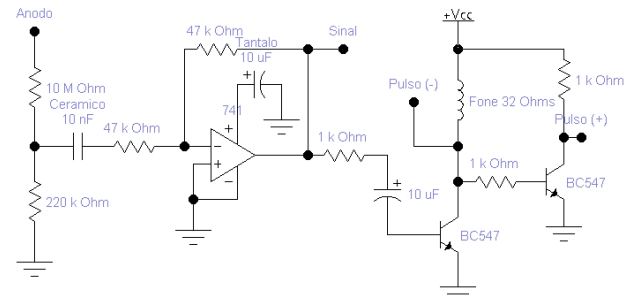 Anodo
10 M Ohm
Ceramico
10 nF
47 k Ohm
220 k Ohm
47 k Ohm
Tantalo
10 uF
Sinal
741
1 k Ohm
10 uF
Pulso (-)
+Vcc
Fone 32 Ohms
1 k Ohm
Pulso (+)
1 k Ohm
BC547
BC547